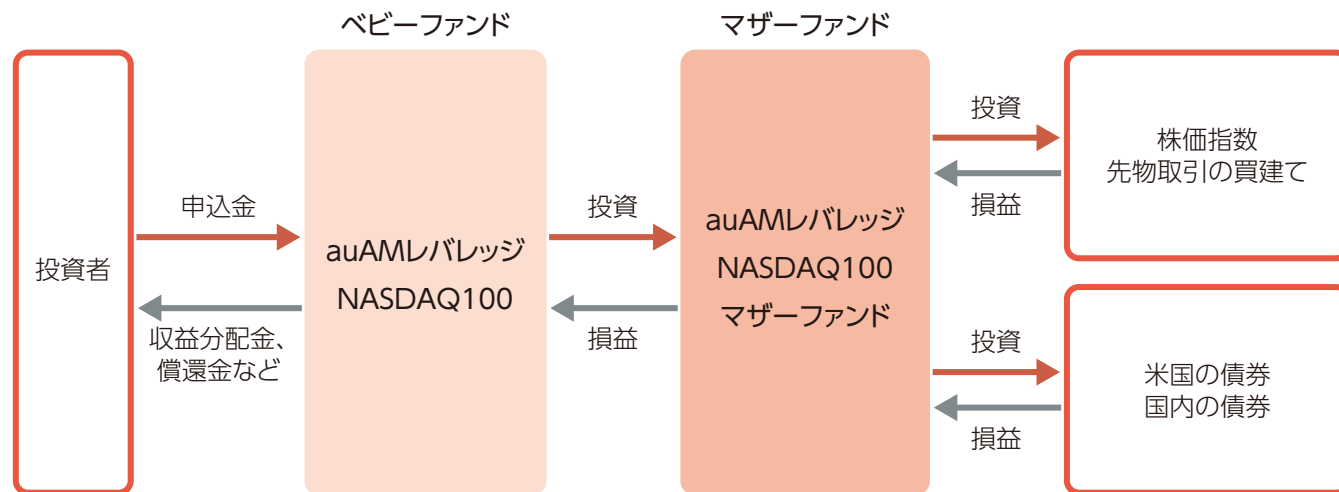 ベビーファンド
マザーファンド
投資者
申込金
収益分配金、
償還金など
auAMレバレッジ
NASDAQ100
投資
損益
auAMレバレッジ
NASDAQ100
マザーファンド
投資
損益
株価指数
先物取引の買建て
投資
損益
米国の債券
国内の債券